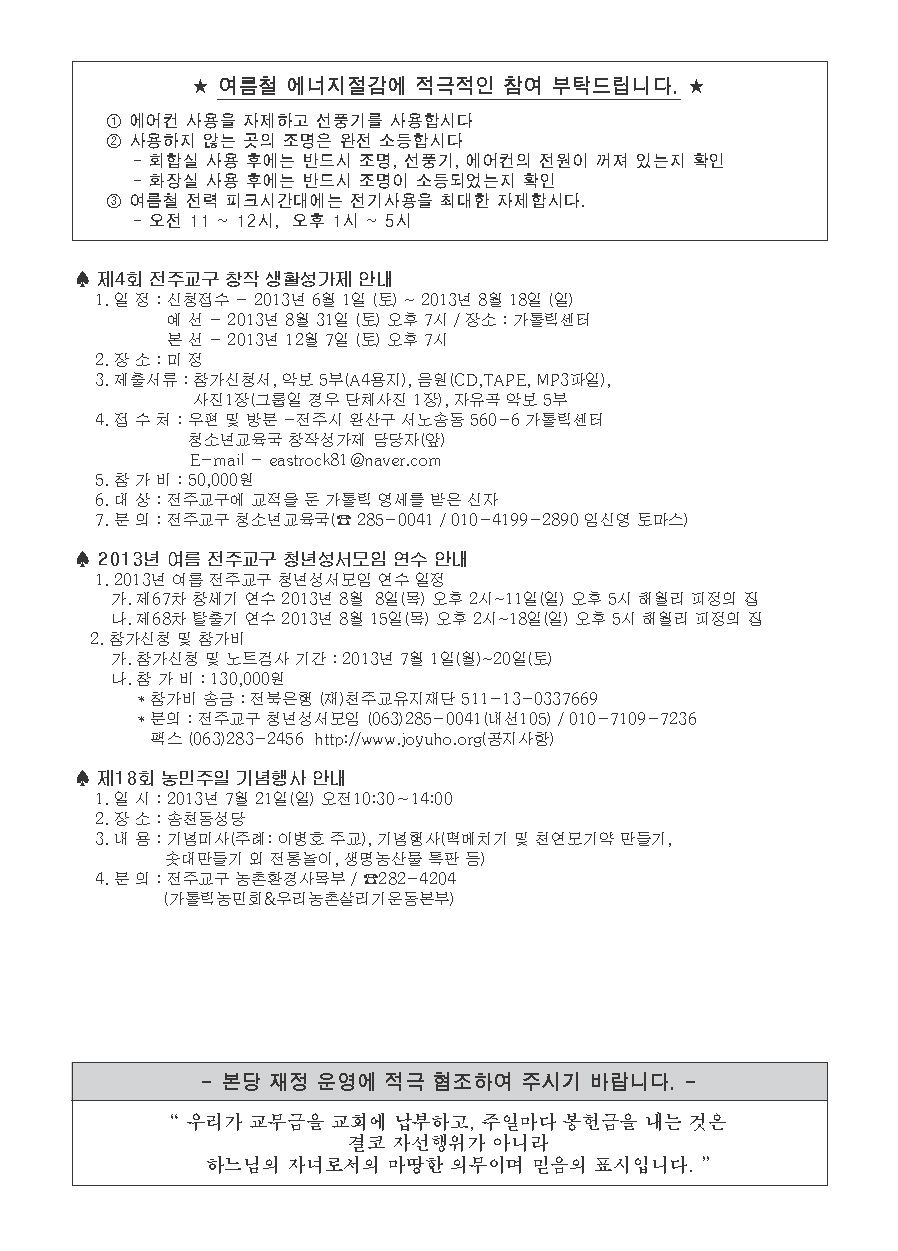 ★ 여름철 에너지절감에 적극적인 참여 부탁드립니다. ★
① 에어컨 사용을 자제하고 선풍기를 사용합시다
② 사용하지 않는 곳의 조명은 완전 소등합시다
- 회합실 사용 후에는 반드시 조명, 선풍기, 에어컨의 전원이 꺼져 있는지 확인
- 화장실 사용 후에는 반드시 조명이 소등되었는지 확인
③ 여름철 전력 피크시간대에는 전기사용을 최대한 자제합시다.
- 오전 11 ~ 12시, 오후 1시 ~ 5시
♠ 제4회 전주교구 창작 생활성가제 안내
1. 일 정 : 신청접수 - 2013년 6월 1일 (토) ~ 2013년 8월 18일 (일)
예 선 - 2013년 8월 31일 (토) 오후 7시 / 장소 : 가톨릭센터
본 선 - 2013년 12월 7일 (토) 오후 7시
2. 장 소 : 미 정
3. 제출서류 : 참가신청서, 악보 5부(A4용지), 음원(CD,TAPE, MP3파일),
사진1장(그룹일 경우 단체사진 1장), 자유곡 악보 5부
4. 접 수 처 : 우편 및 방문 -전주시 완산구 서노송동 560-6 가톨릭센터
청소년교육국 창작성가제 담당자(앞)
E-mail - eastrock81@naver.com
5. 참 가 비 : 50,000원
6. 대 상 : 전주교구에 교적을 둔 가톨릭 영세를 받은 신자
7. 문 의 : 전주교구 청소년교육국(☎ 285-0041 / 010-4199-2890 임신영 토마스)
♠ 2013년 여름 전주교구 청년성서모임 연수 안내
1. 2013년 여름 전주교구 청년성서모임 연수 일정
가. 제67차 창세기 연수 2013년 8월 8일(목) 오후 2시~11일(일) 오후 5시 해월리 피정의 집
나. 제68차 탈출기 연수 2013년 8월 15일(목) 오후 2시~18일(일) 오후 5시 해월리 피정의 집
2. 참가신청 및 참가비
가. 참가신청 및 노트검사 기간 : 2013년 7월 1일(월)~20일(토)
나. 참 가 비 : 130,000원
* 참가비 송금 : 전북은행 (재)천주교유지재단 511-13-0337669
* 문의 : 전주교구 청년성서모임 (063)285-0041(내선105) / 010-7109-7236
팩스 (063)283-2456 http://www.joyuho.org(공지사항)
♠ 제18회 농민주일 기념행사 안내
1. 일 시 : 2013년 7월 21일(일) 오전10:30~14:00
2. 장 소 : 송천동성당
3. 내 용 : 기념미사(주례: 이병호 주교), 기념행사(떡메치기 및 천연모기약 만들기,
솟대만들기 외 전통놀이, 생명농산물 특판 등)
4. 문 의 : 전주교구 농촌환경사목부 / ☎282-4204
(가톨릭농민회&우리농촌살리기운동본부)
- 본당 재정 운영에 적극 협조하여 주시기 바랍니다. -
“ 우리가 교무금을 교회에 납부하고, 주일마다 봉헌금을 내는 것은
결코 자선행위가 아니라
하느님의 자녀로서의 마땅한 의무이며 믿음의 표시입니다. ”